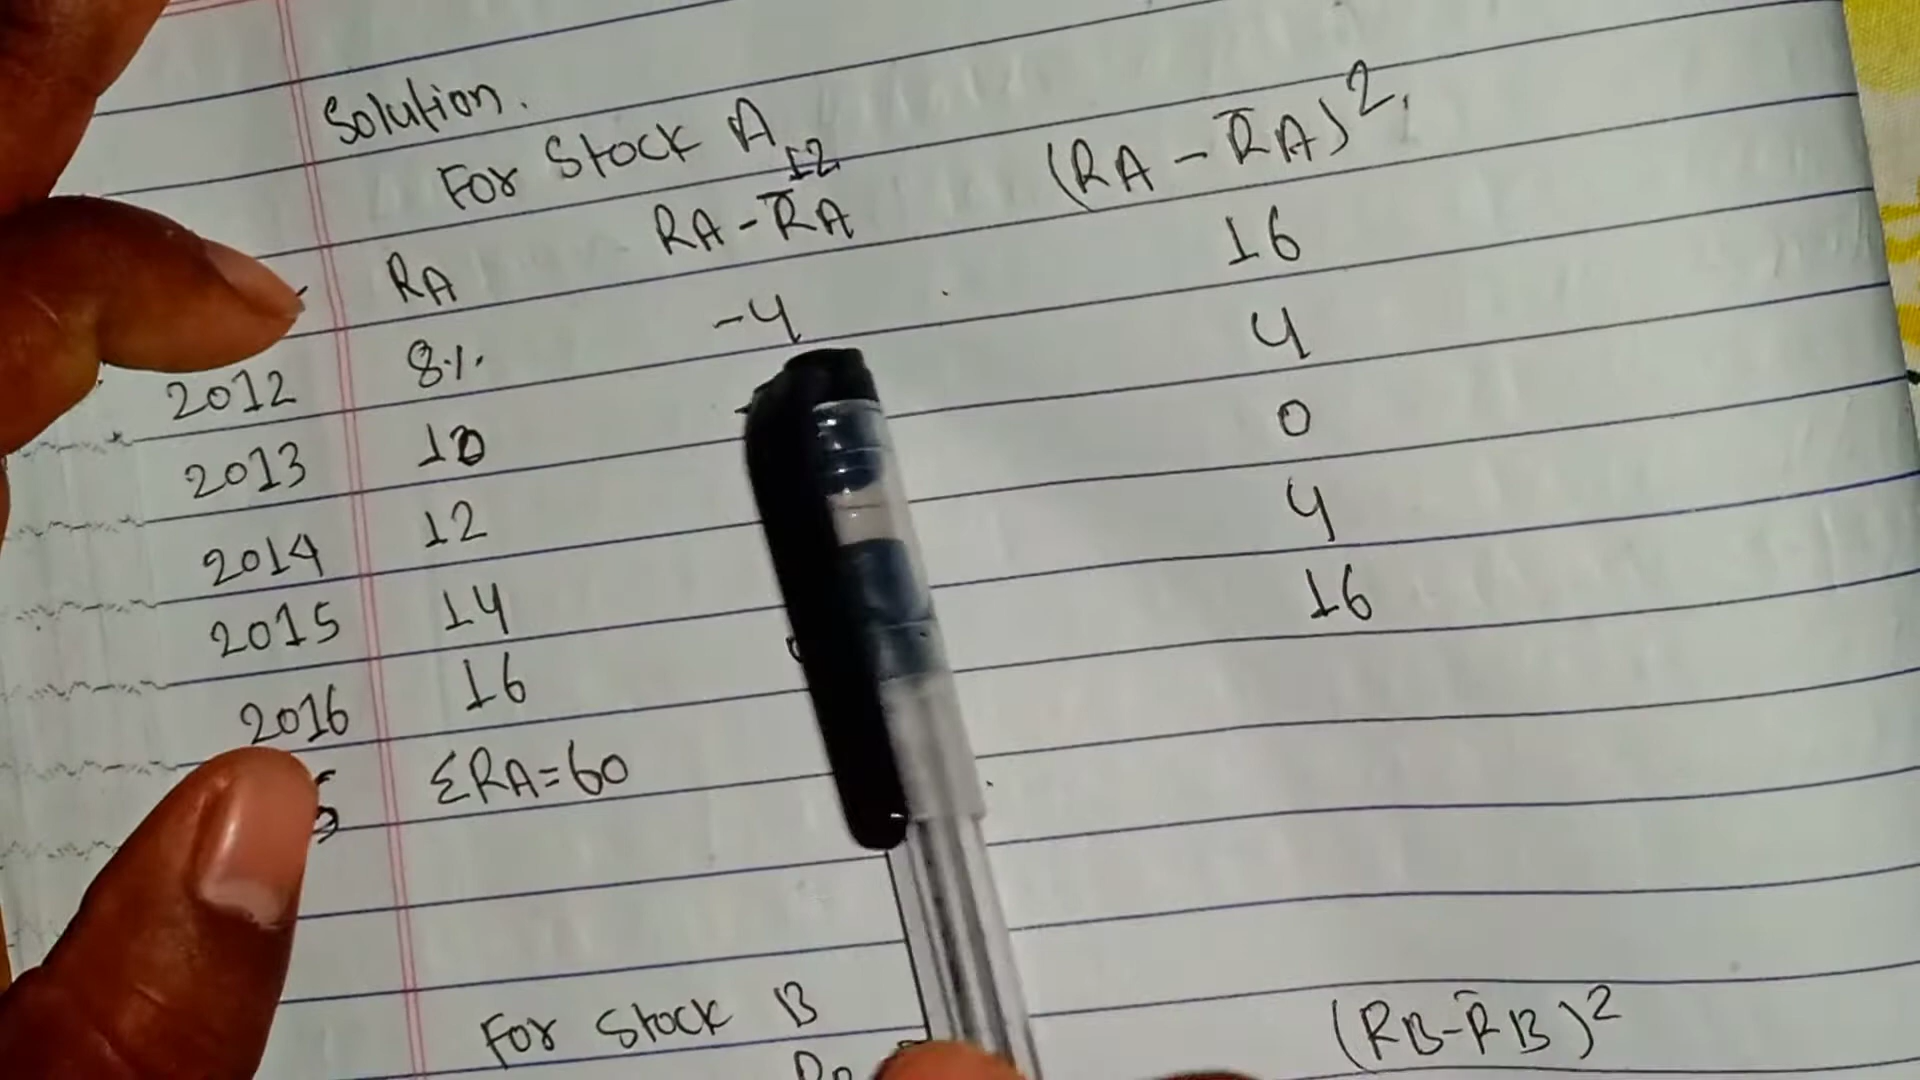 Solution.
For Stock A
12
RA RA-R̅A (RA-R̅A)²
2012 8% -4 16
2013 10 4
2014 12 0
2015 14 4
2016 16 16
ΣRA=60
For Stock B
(RB-R̅B)²